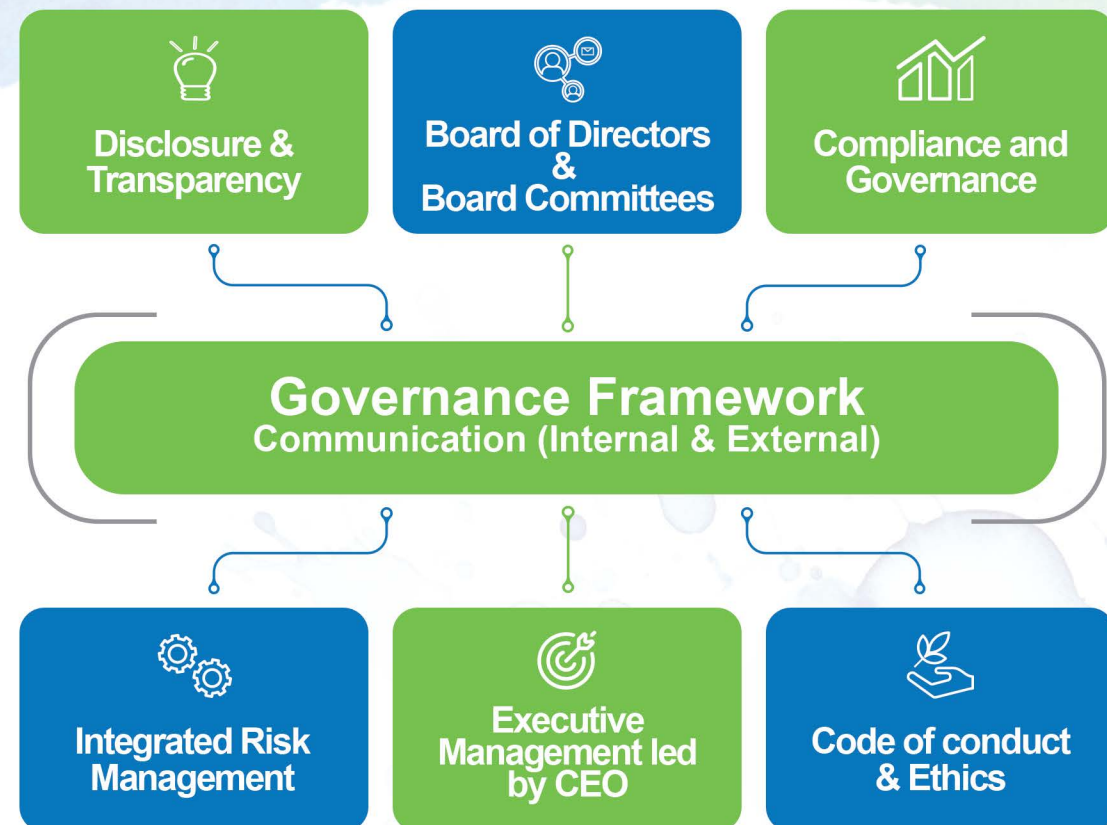 Disclosure &
Transparency
Board of Directors
&
Board Committees
Compliance and
Governance
Governance Framework
Communication (Internal & External)
Integrated Risk
Management
Executive
Management led
by CEO
Code of conduct
& Ethics